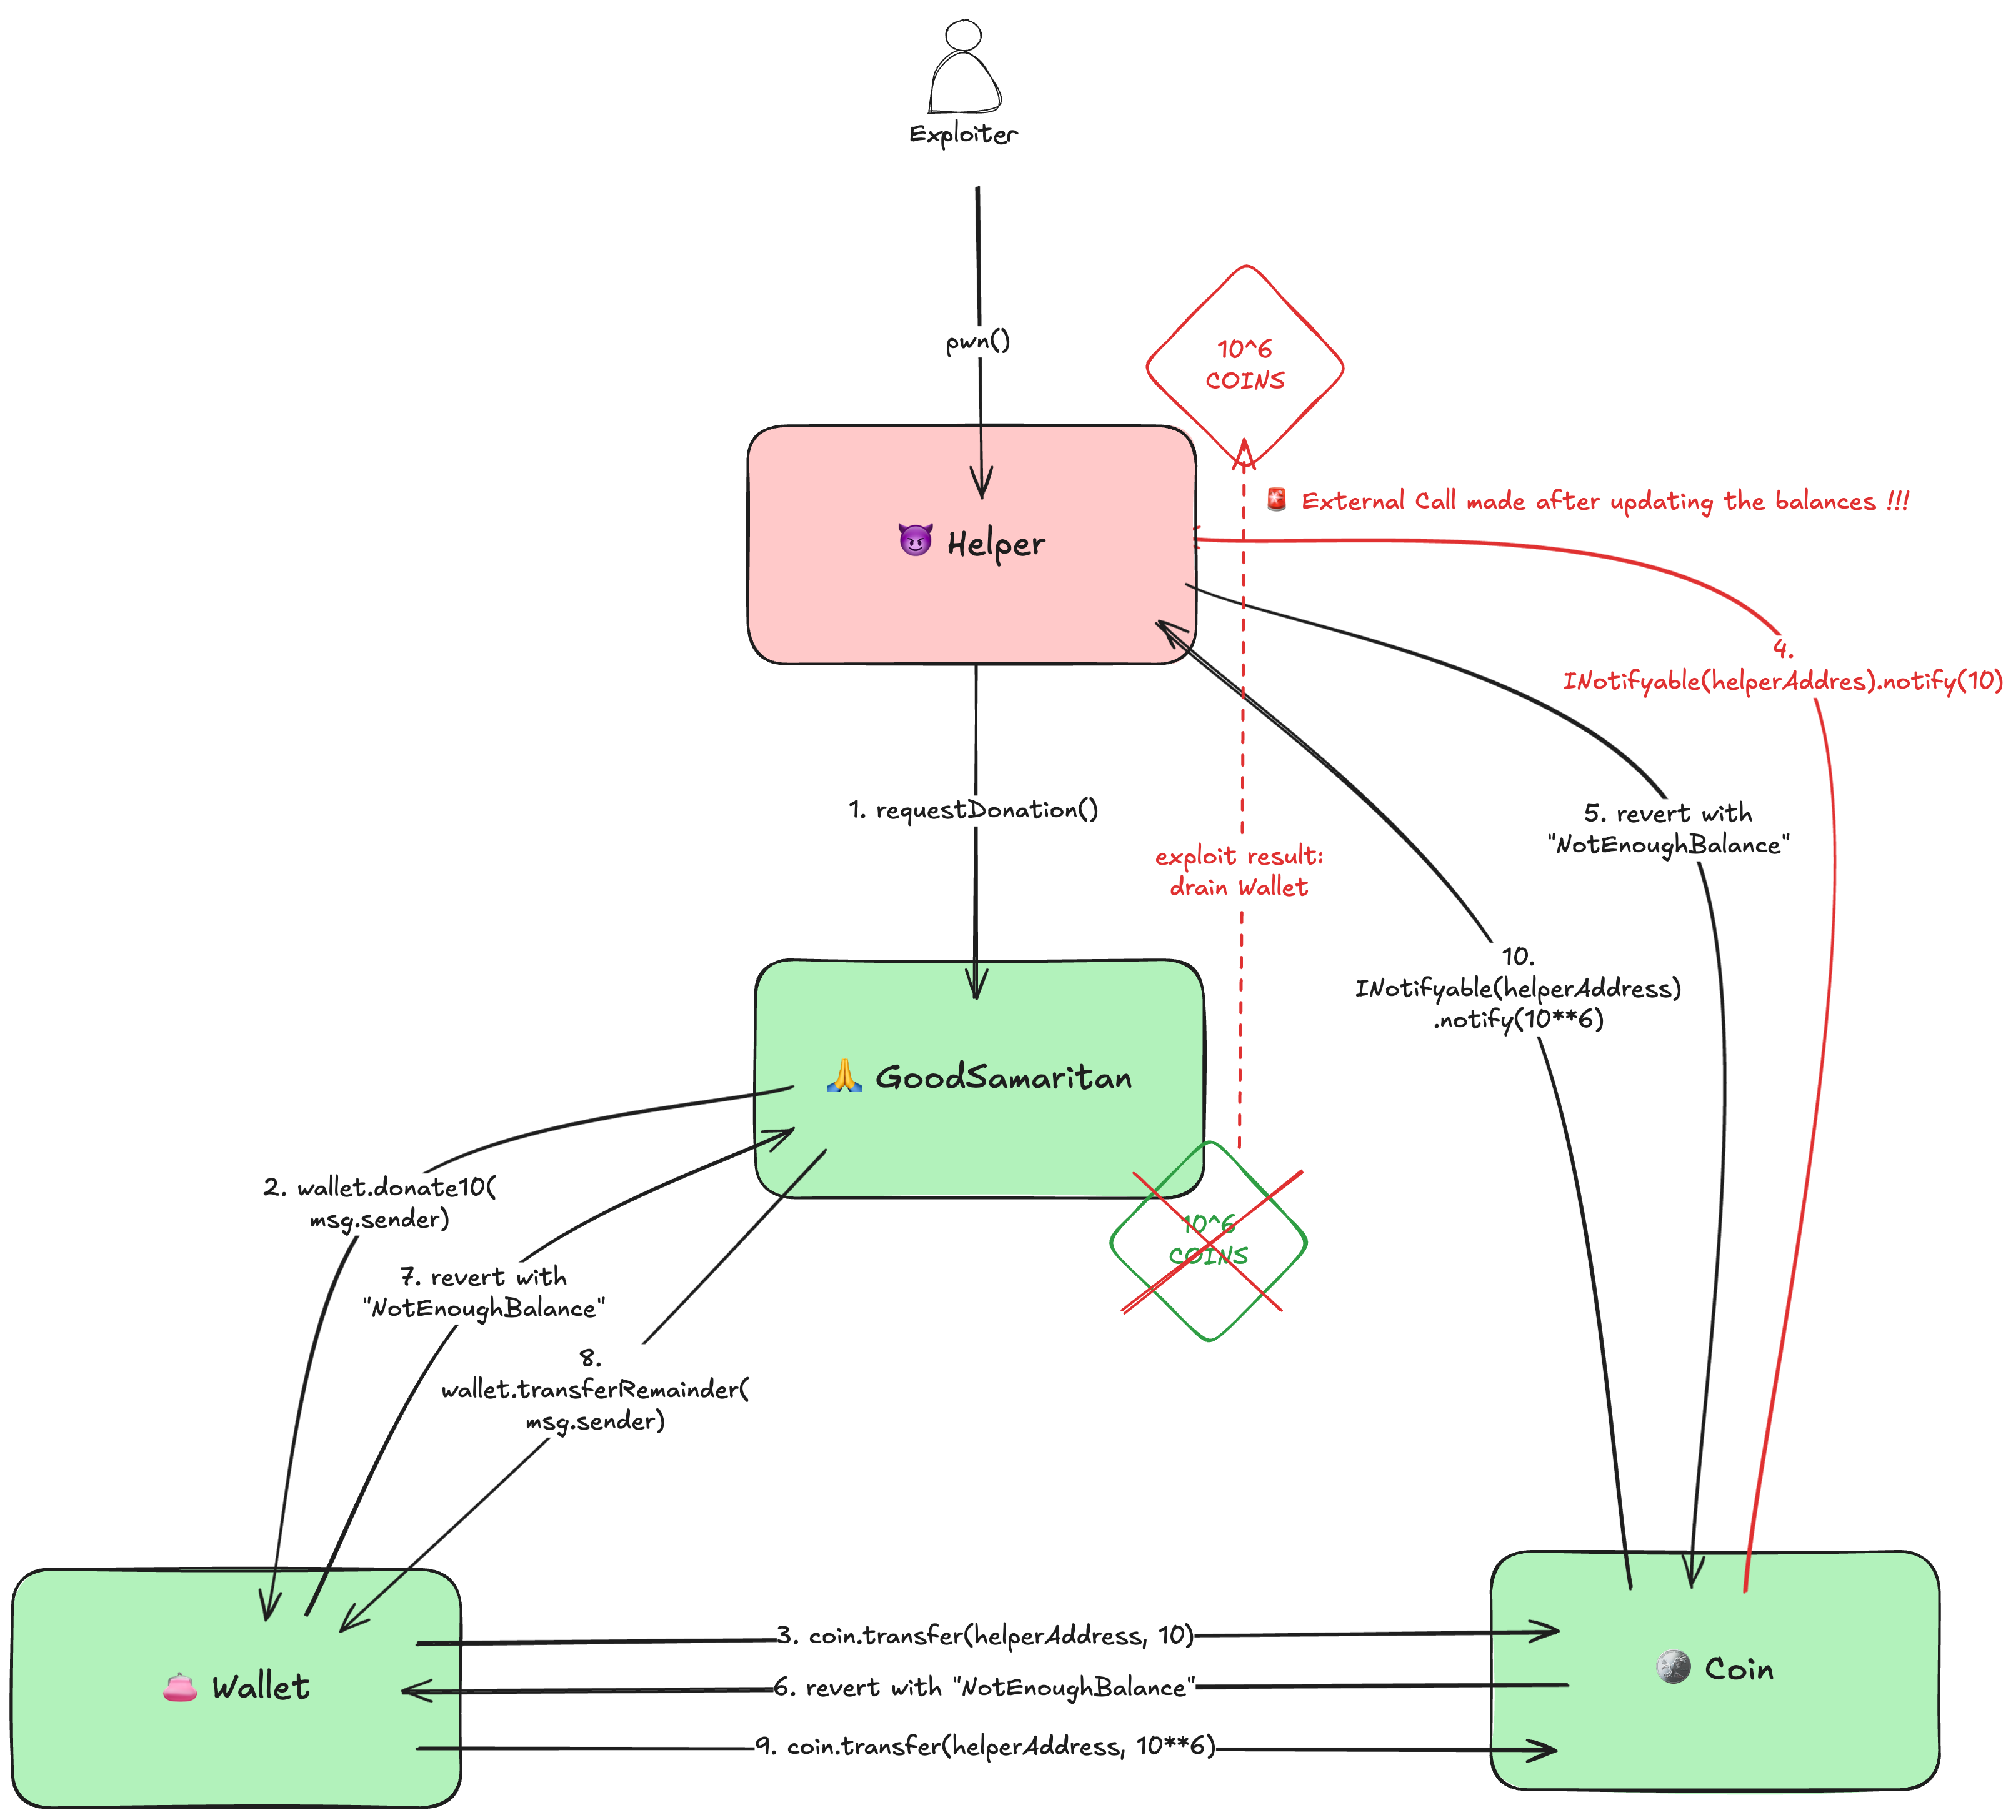 Exploiter
pwn()
10^6
COINS
🚨 External Call made after updating the balances !!!
😈 Helper
4.
INotifyable(helperAddres).notify(10)
1. requestDonation()
5. revert with
"NotEnoughBalance"
exploit result:
drain Wallet
10.
INotifyable(helperAddress)
.notify(10**6)
🙏 GoodSamaritan
2. wallet.donate10(
msg.sender)
10^6
COINS
7. revert with
"NotEnoughBalance"
8.
wallet.transferRemainder(
msg.sender)
3. coin.transfer(helperAddress, 10)
👛 Wallet
6. revert with "NotEnoughBalance"
🪙 Coin
9. coin.transfer(helperAddress, 10**6)